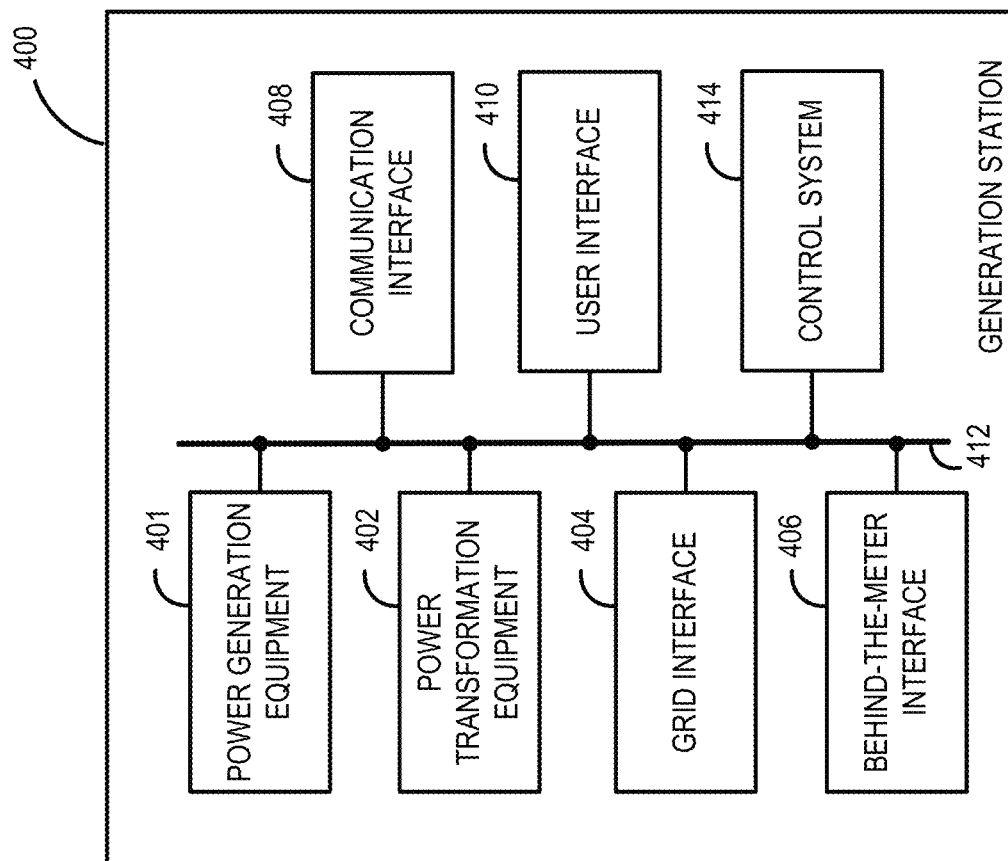 400
401
POWER GENERATION
EQUIPMENT
402
POWER
TRANSFORMATION
EQUIPMENT
404
GRID INTERFACE
406
BEHIND-THE-METER
INTERFACE
408
COMMUNICATION
INTERFACE
410
USER INTERFACE
414
CONTROL SYSTEM
412
GENERATION STATION